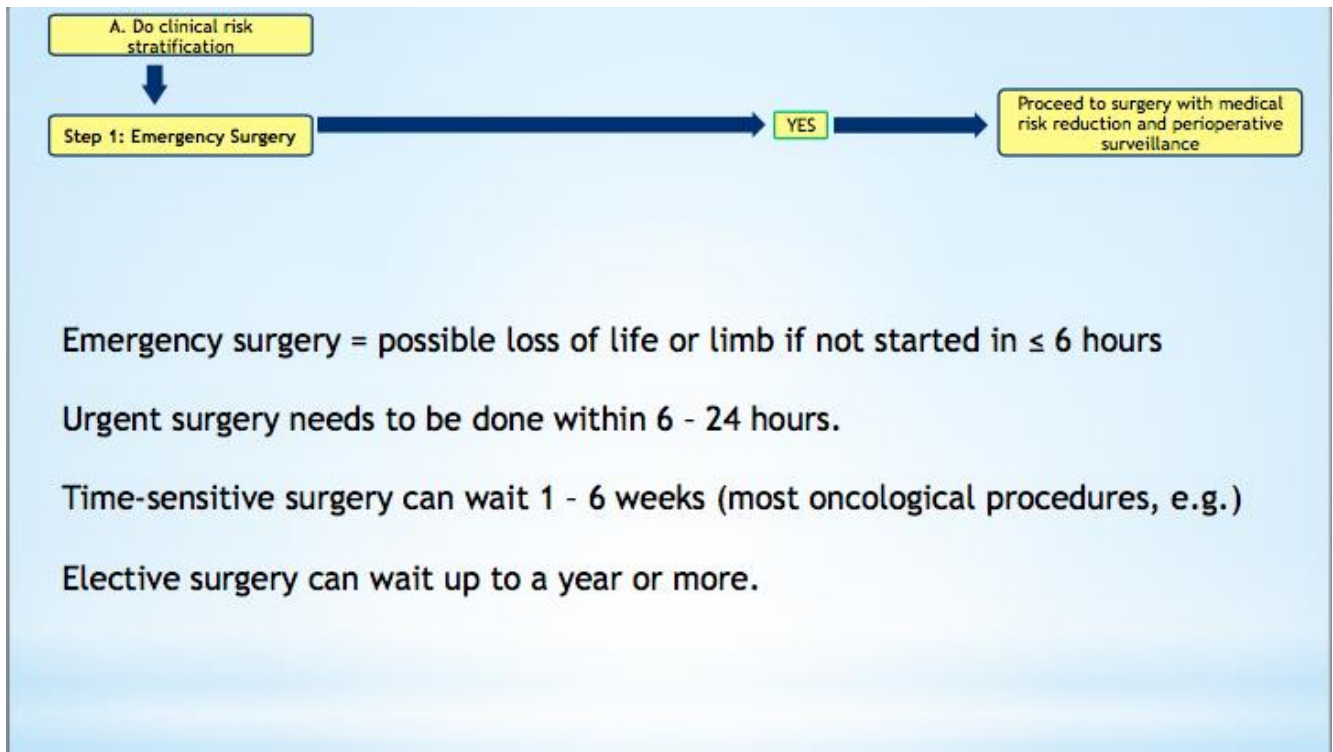 A. Do clinical risk
stratification
Step 1: Emergency Surgery
YES
Proceed to surgery with medical
risk reduction and perioperative
surveillance
Emergency surgery = possible loss of life or limb if not started in ≤ 6 hours
Urgent surgery needs to be done within 6 – 24 hours.
Time-sensitive surgery can wait 1 – 6 weeks (most oncological procedures, e.g.)
Elective surgery can wait up to a year or more.